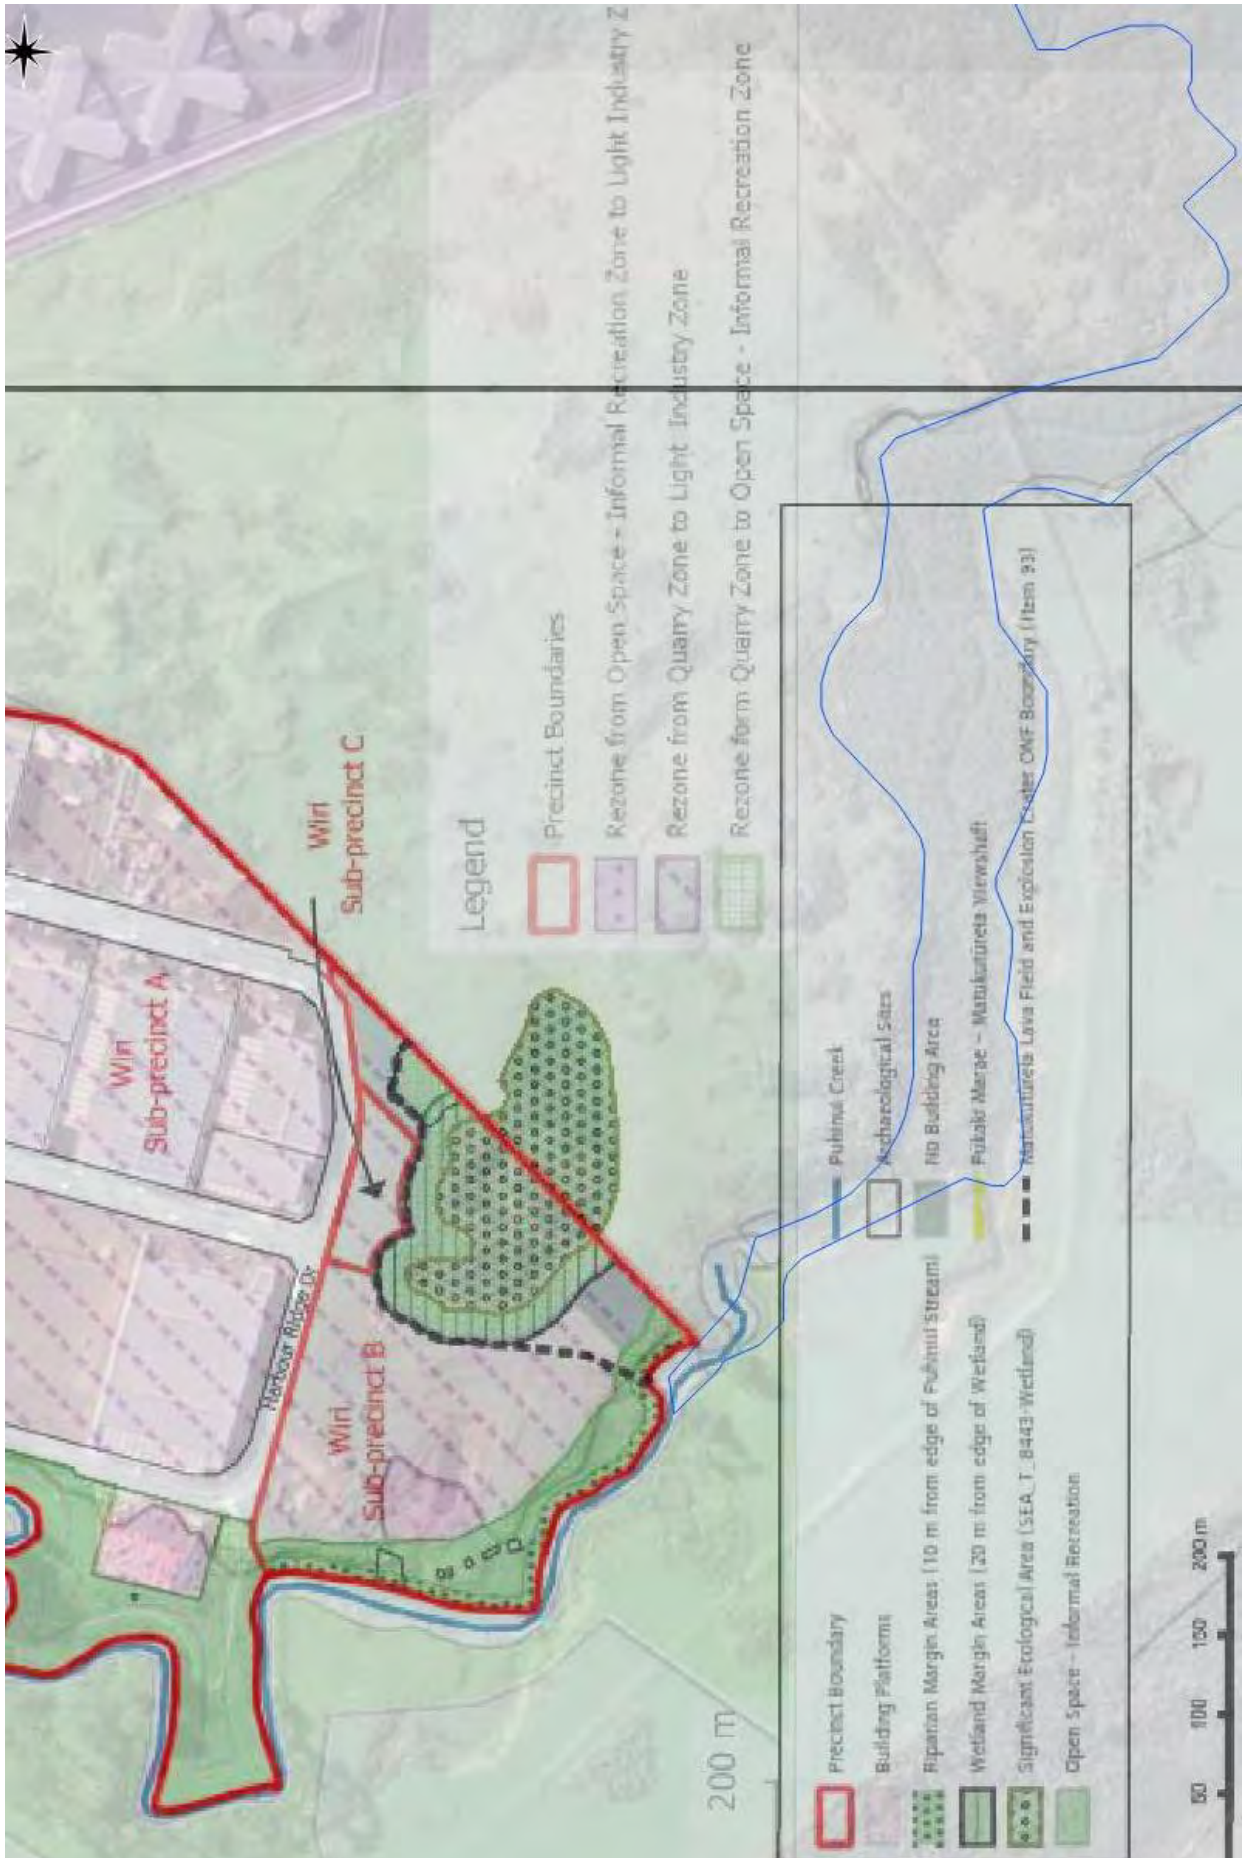 Wiri
Sub-precinct A
Wiri
Sub-precinct C
Harbour Ridge Dr
Wiri
Sub-precinct B
Legend
Precinct Boundaries
Rezone from Open Space - Informal Recreation Zone to Light Industry Z
Rezone from Quarry Zone to Light Industry Zone
Rezone form Quarry Zone to Open Space - Informal Recreation Zone
200 m
Precinct Boundary
Building Platforms
Riparian Margin Areas (10 m from edge of Puhinui Stream)
Wetland Margin Areas (20 m from edge of Wetland)
Significant Ecological Area (SEA_T_8443-Wetland)
Open Space - Informal Recreation
Puhinui Creek
Archaeological Sites
No Building Area
Pukaki Marae - Matukutureia Viewshaft
Matukutureia Lava Field and Explosion Crater ONF Boundary (Item 93)
50 100 150 200 m